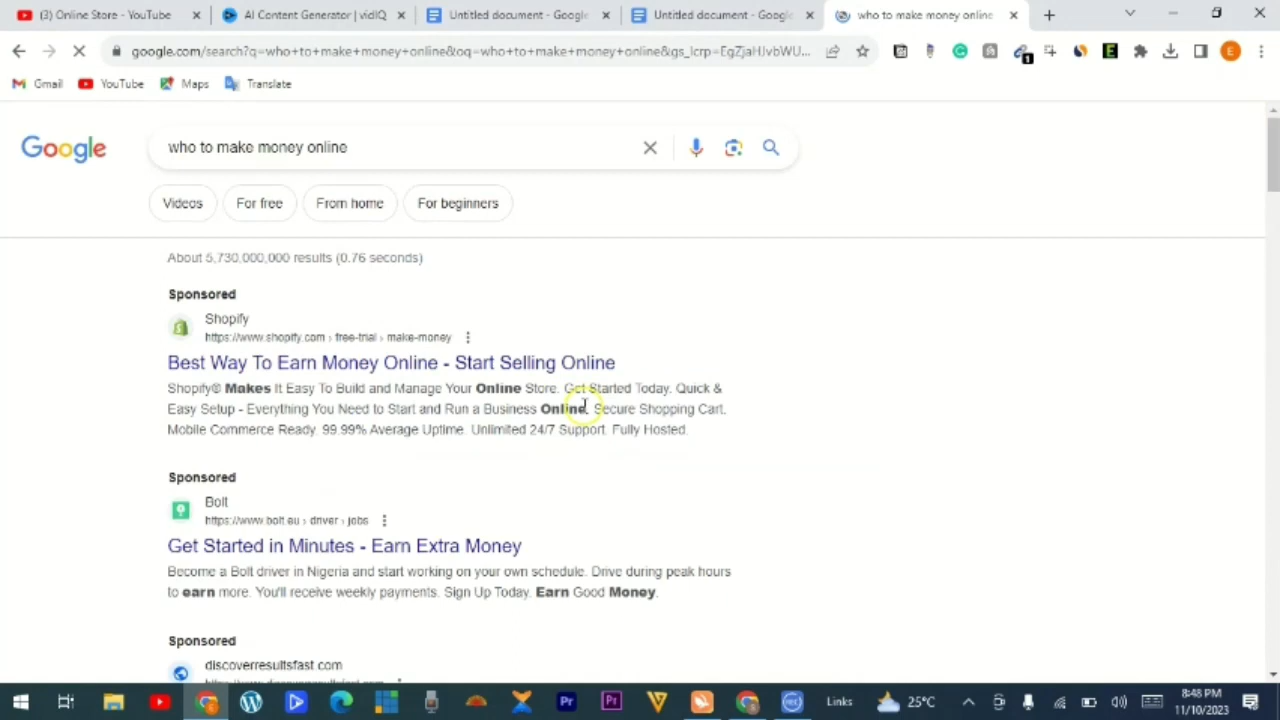 (3) Online Store - YouTube
AI Content Generator | vidIQ
Untitled document - Google
Untitled document - Google
who to make money online
google.com/search?q=who+to+make+money+online&oq=who+to+make+money+online&gs_lcrp=EgZjaHJvbWU...
E
1
E
Gmail
YouTube
Maps
Translate
Google
who to make money online
Videos
For free
From home
For beginners
About 5,730,000,000 results (0.76 seconds)
Sponsored
Shopify
https://www.shopify.com › free-trial › make-money
Best Way To Earn Money Online - Start Selling Online
Shopify® Makes It Easy To Build and Manage Your Online Store. Get Started Today. Quick &
Easy Setup - Everything You Need to Start and Run a Business Online. Secure Shopping Cart.
Mobile Commerce Ready. 99.99% Average Uptime. Unlimited 24/7 Support. Fully Hosted.
Sponsored
Bolt
https://www.bolt.eu › driver › jobs
Get Started in Minutes - Earn Extra Money
Become a Bolt driver in Nigeria and start working on your own schedule. Drive during peak hours
to earn more. You'll receive weekly payments. Sign Up Today. Earn Good Money.
Sponsored
discoverresultsfast.com
Pr
Pr
Links
25°C
8:48 PM
11/10/2023